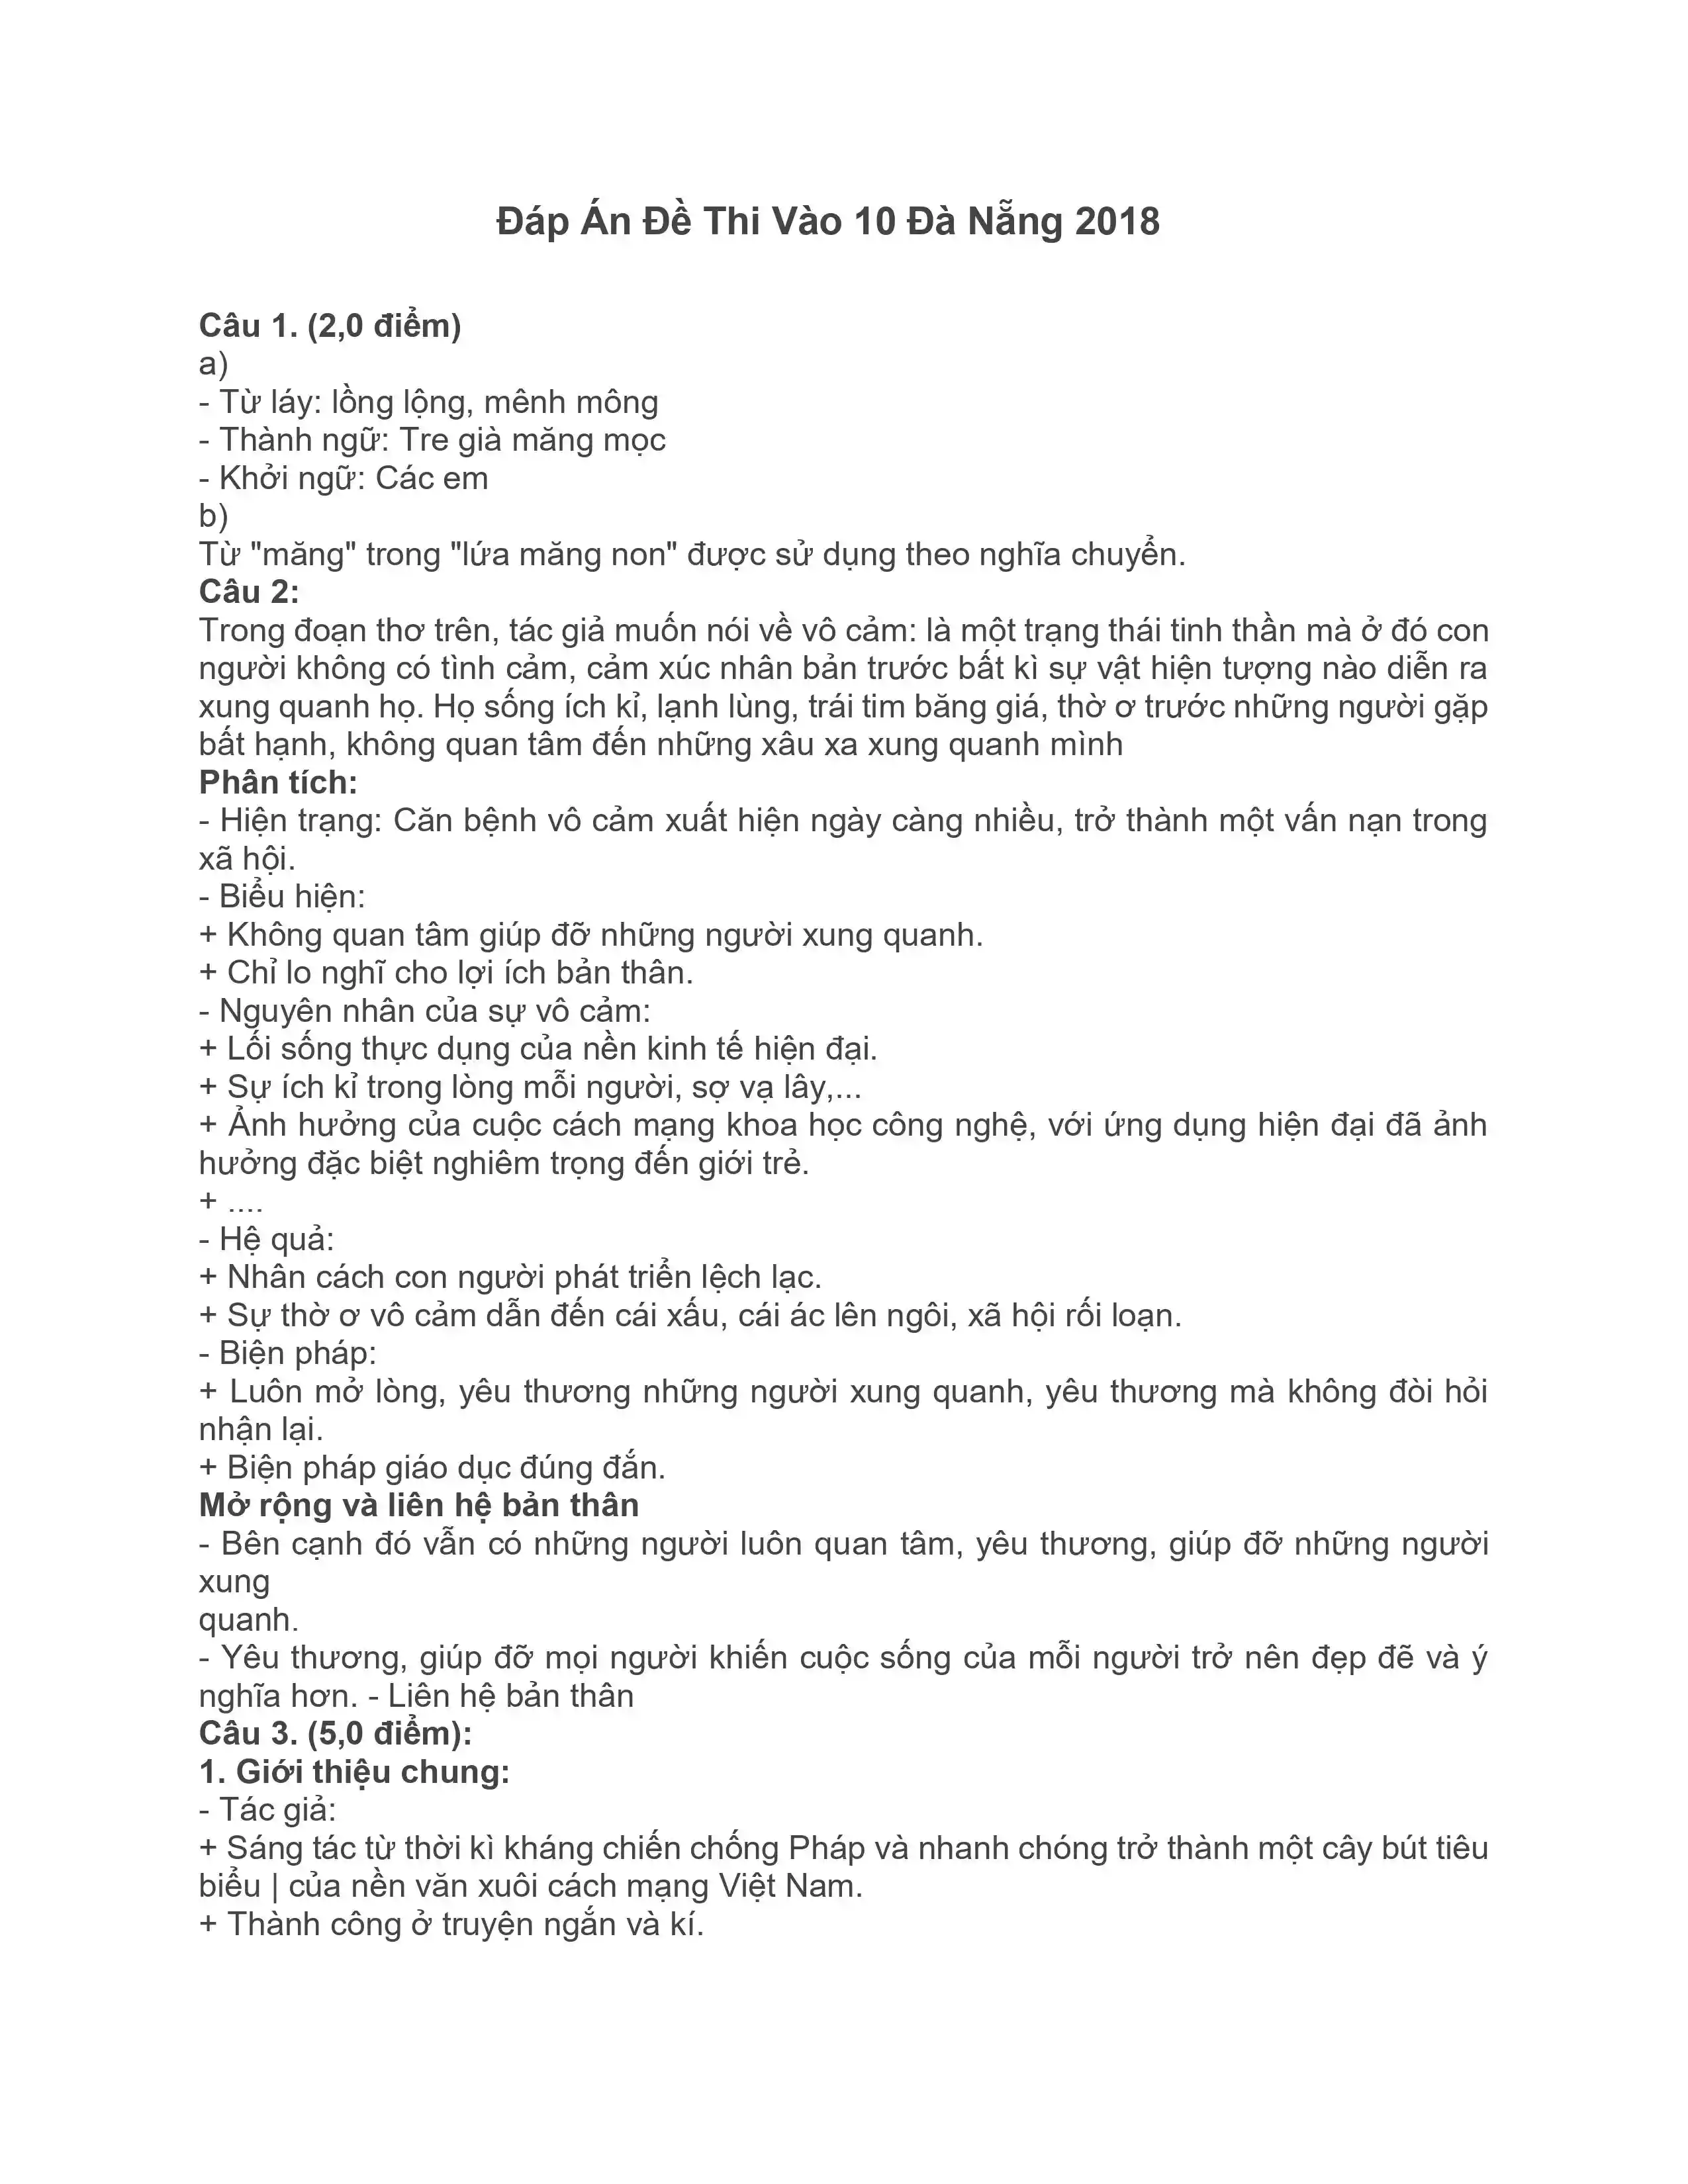 Đáp Án Đề Thi Vào 10 Đà Nẵng 2018
Câu 1. (2,0 điểm)
a)
- Từ láy: lồng lộng, mênh mông
- Thành ngữ: Tre già măng mọc
- Khởi ngữ: Các em
b)
Từ "măng" trong "lứa măng non" được sử dụng theo nghĩa chuyển.
Câu 2:
Trong đoạn thơ trên, tác giả muốn nói về vô cảm: là một trạng thái tinh thần mà ở đó con
người không có tình cảm, cảm xúc nhân bản trước bất kì sự vật hiện tượng nào diễn ra
xung quanh họ. Họ sống ích kỉ, lạnh lùng, trái tim băng giá, thờ ơ trước những người gặp
bất hạnh, không quan tâm đến những xâu xa xung quanh mình
Phân tích:
- Hiện trạng: Căn bệnh vô cảm xuất hiện ngày càng nhiều, trở thành một vấn nạn trong
xã hội.
- Biểu hiện:
+ Không quan tâm giúp đỡ những người xung quanh.
+ Chỉ lo nghĩ cho lợi ích bản thân.
- Nguyên nhân của sự vô cảm:
+ Lối sống thực dụng của nền kinh tế hiện đại.
+ Sự ích kỉ trong lòng mỗi người, sợ vạ lây,...
+ Ảnh hưởng của cuộc cách mạng khoa học công nghệ, với ứng dụng hiện đại đã ảnh
hưởng đặc biệt nghiêm trọng đến giới trẻ.
+ ....
- Hệ quả:
+ Nhân cách con người phát triển lệch lạc.
+ Sự thờ ơ vô cảm dẫn đến cái xấu, cái ác lên ngôi, xã hội rối loạn.
- Biện pháp:
+ Luôn mở lòng, yêu thương những người xung quanh, yêu thương mà không đòi hỏi
nhận lại.
+ Biện pháp giáo dục đúng đắn.
Mở rộng và liên hệ bản thân
- Bên cạnh đó vẫn có những người luôn quan tâm, yêu thương, giúp đỡ những người
xung
quanh.
- Yêu thương, giúp đỡ mọi người khiến cuộc sống của mỗi người trở nên đẹp đẽ và ý
nghĩa hơn. - Liên hệ bản thân
Câu 3. (5,0 điểm):
1. Giới thiệu chung:
- Tác giả:
+ Sáng tác từ thời kì kháng chiến chống Pháp và nhanh chóng trở thành một cây bút tiêu
biểu | của nền văn xuôi cách mạng Việt Nam.
+ Thành công ở truyện ngắn và kí.